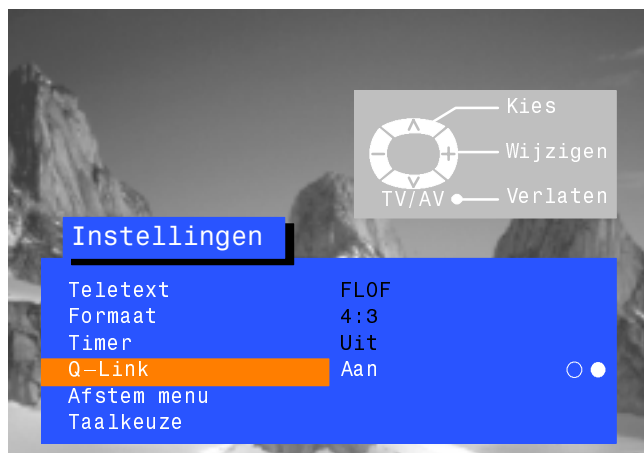 Kies
Wijzigen
TV/AV Verlaten
Instellingen
Teletext FLOF
Formaat 4:3
Timer Uit
Q–Link Aan
Afstem menu
Taalkeuze